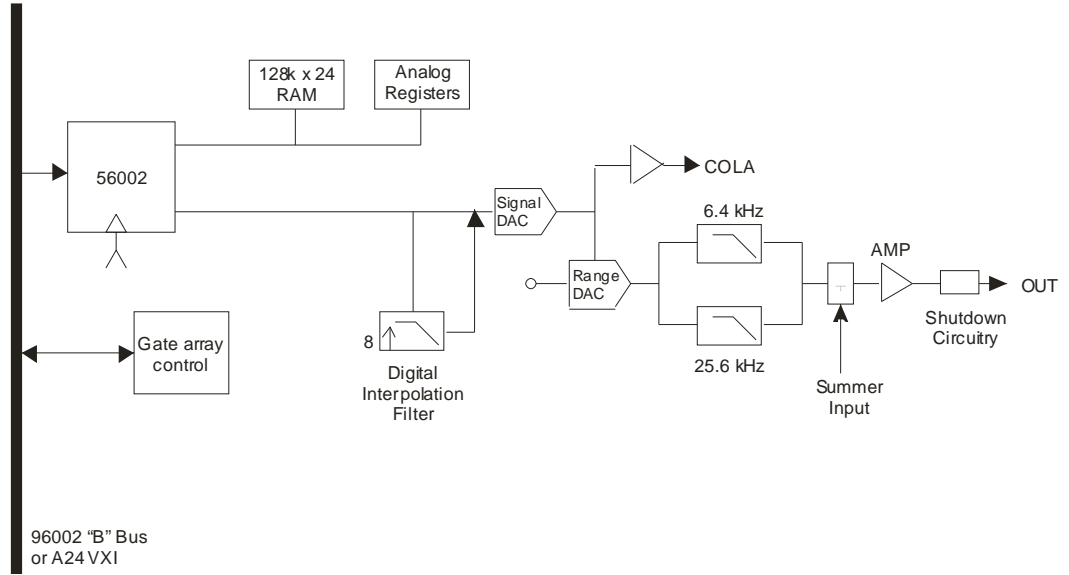 128k x 24
RAM
Analog
Registers
56002
COLA
Signal
DAC
6.4 kHz
AMP
Range
DAC
OUT
Shutdown
Circuitry
8
Gate array
control
25.6 kHz
Digital
Interpolation
Filter
Summer
Input
96002 “B” Bus
or A24 VXI